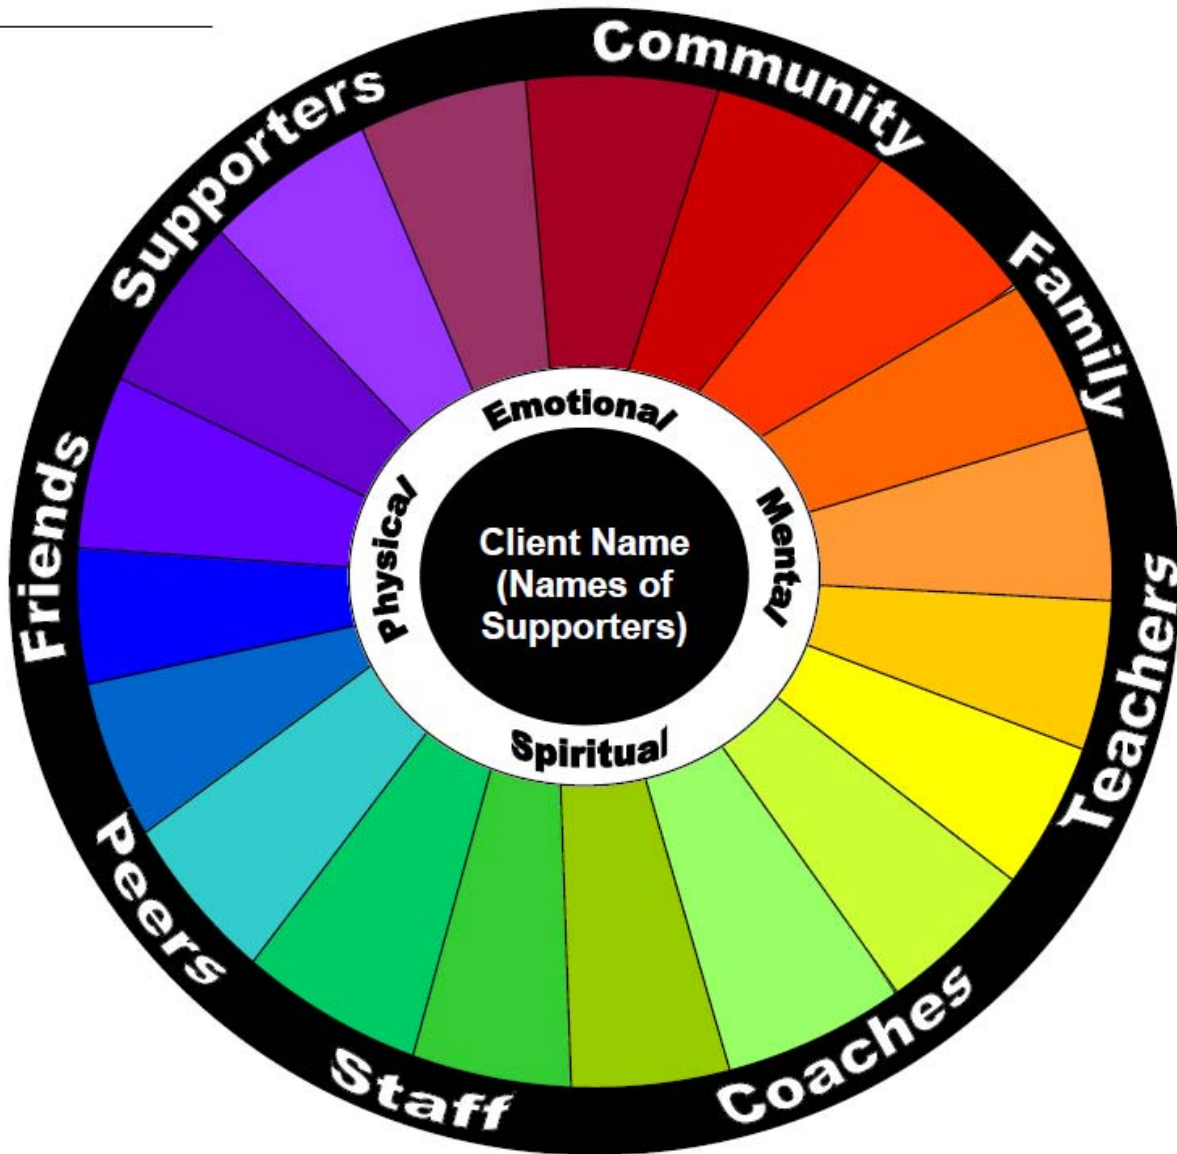 Community
Family
Teachers
Coaches
Staff
Peers
Friends
Supporters
Emotional
Mental
Spiritual
Physical
Client Name
(Names of
Supporters)